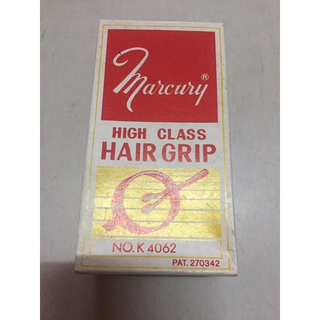 Marcury®
HIGH CLASS
HAIR GRIP
NO. K 4062
PAT. 270342